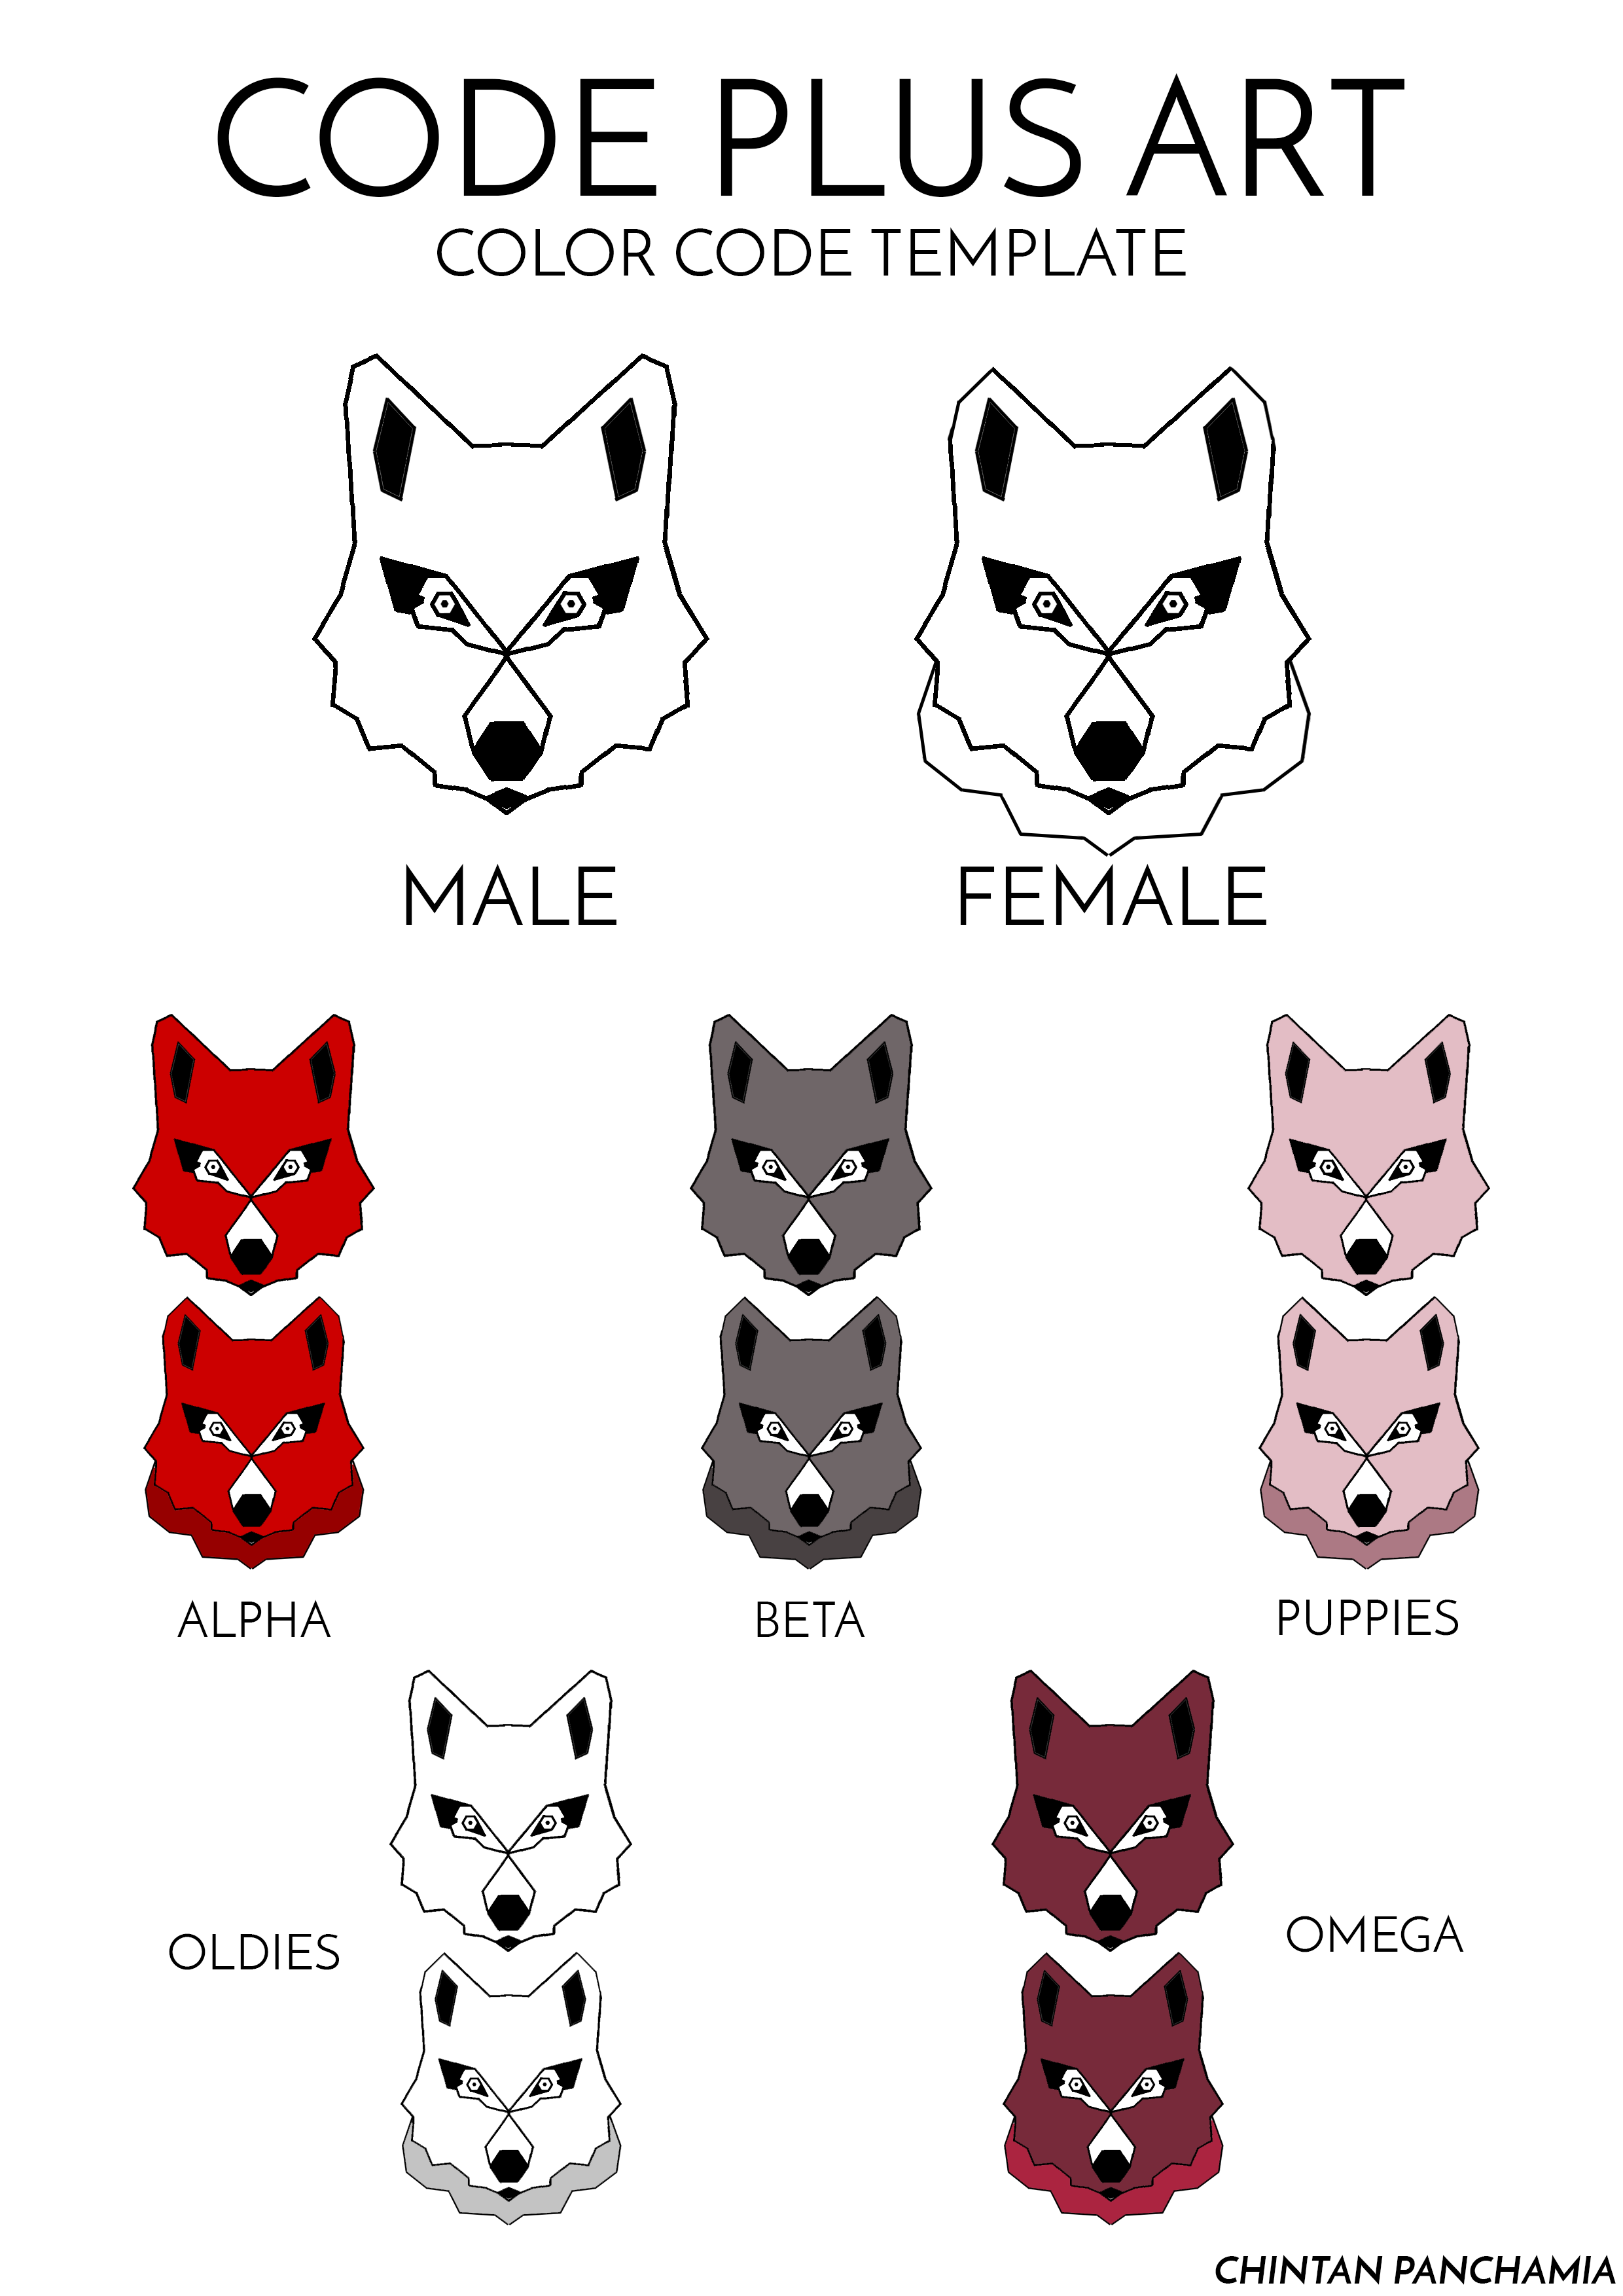 CODE PLUS ART
COLOR CODE TEMPLATE
MALE
FEMALE
ALPHA
BETA
PUPPIES
OLDIES
OMEGA
CHINTAN PANCHAMIA